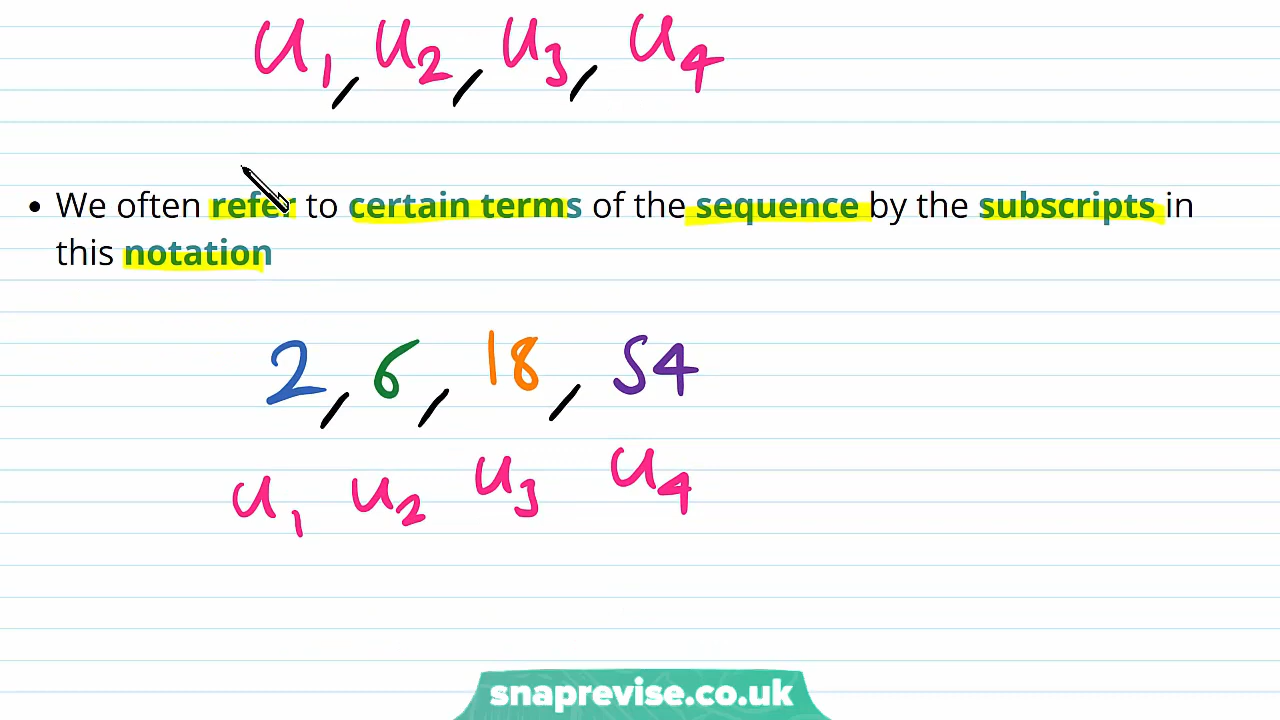 U1, U2, U3, U4
• We often refer to certain terms of the sequence by the subscripts in
this notation
2, 6, 18, 54
U1 U2 U3 U4
snaprevise.co.uk